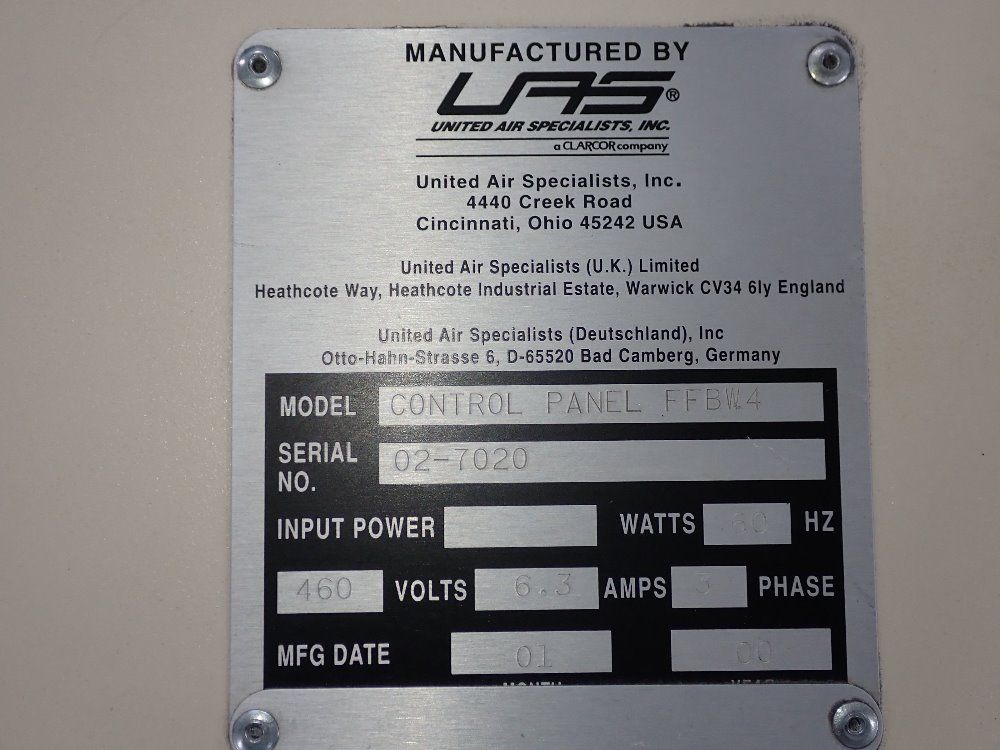 MANUFACTURED BY
UAS®
UNITED AIR SPECIALISTS, INC.
a CLARCOR company
United Air Specialists, Inc.
4440 Creek Road
Cincinnati, Ohio 45242 USA
United Air Specialists (U.K.) Limited
Heathcote Way, Heathcote Industrial Estate, Warwick CV34 6ly England
United Air Specialists (Deutschland), Inc
Otto-Hahn-Strasse 6, D-65520 Bad Camberg, Germany
MODEL CONTROL PANEL FFBW4
SERIAL NO. 02-7020
INPUT POWER WATTS 60 HZ
460 VOLTS 6.3 AMPS 3 PHASE
MFG DATE 01 00